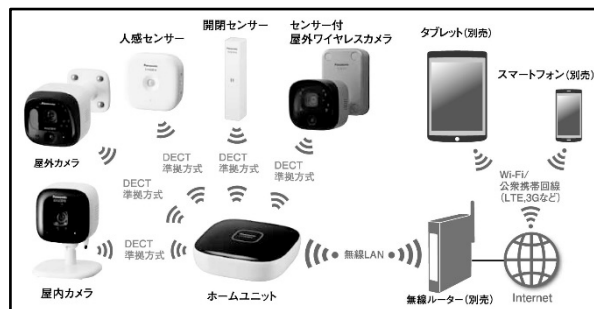 人感センサー
開閉センサー
センサー付
屋外ワイヤレスカメラ
タブレット(別売)
スマートフォン(別売)
Panasonic
屋外カメラ
DECT
準拠方式
DECT
準拠方式
DECT
準拠方式
DECT
準拠方式
DECT
準拠方式
Wi-Fi/
公衆携帯回線
(LTE,3Gなど)
無線LAN
屋内カメラ
ホームユニット
無線ルーター(別売)
Internet